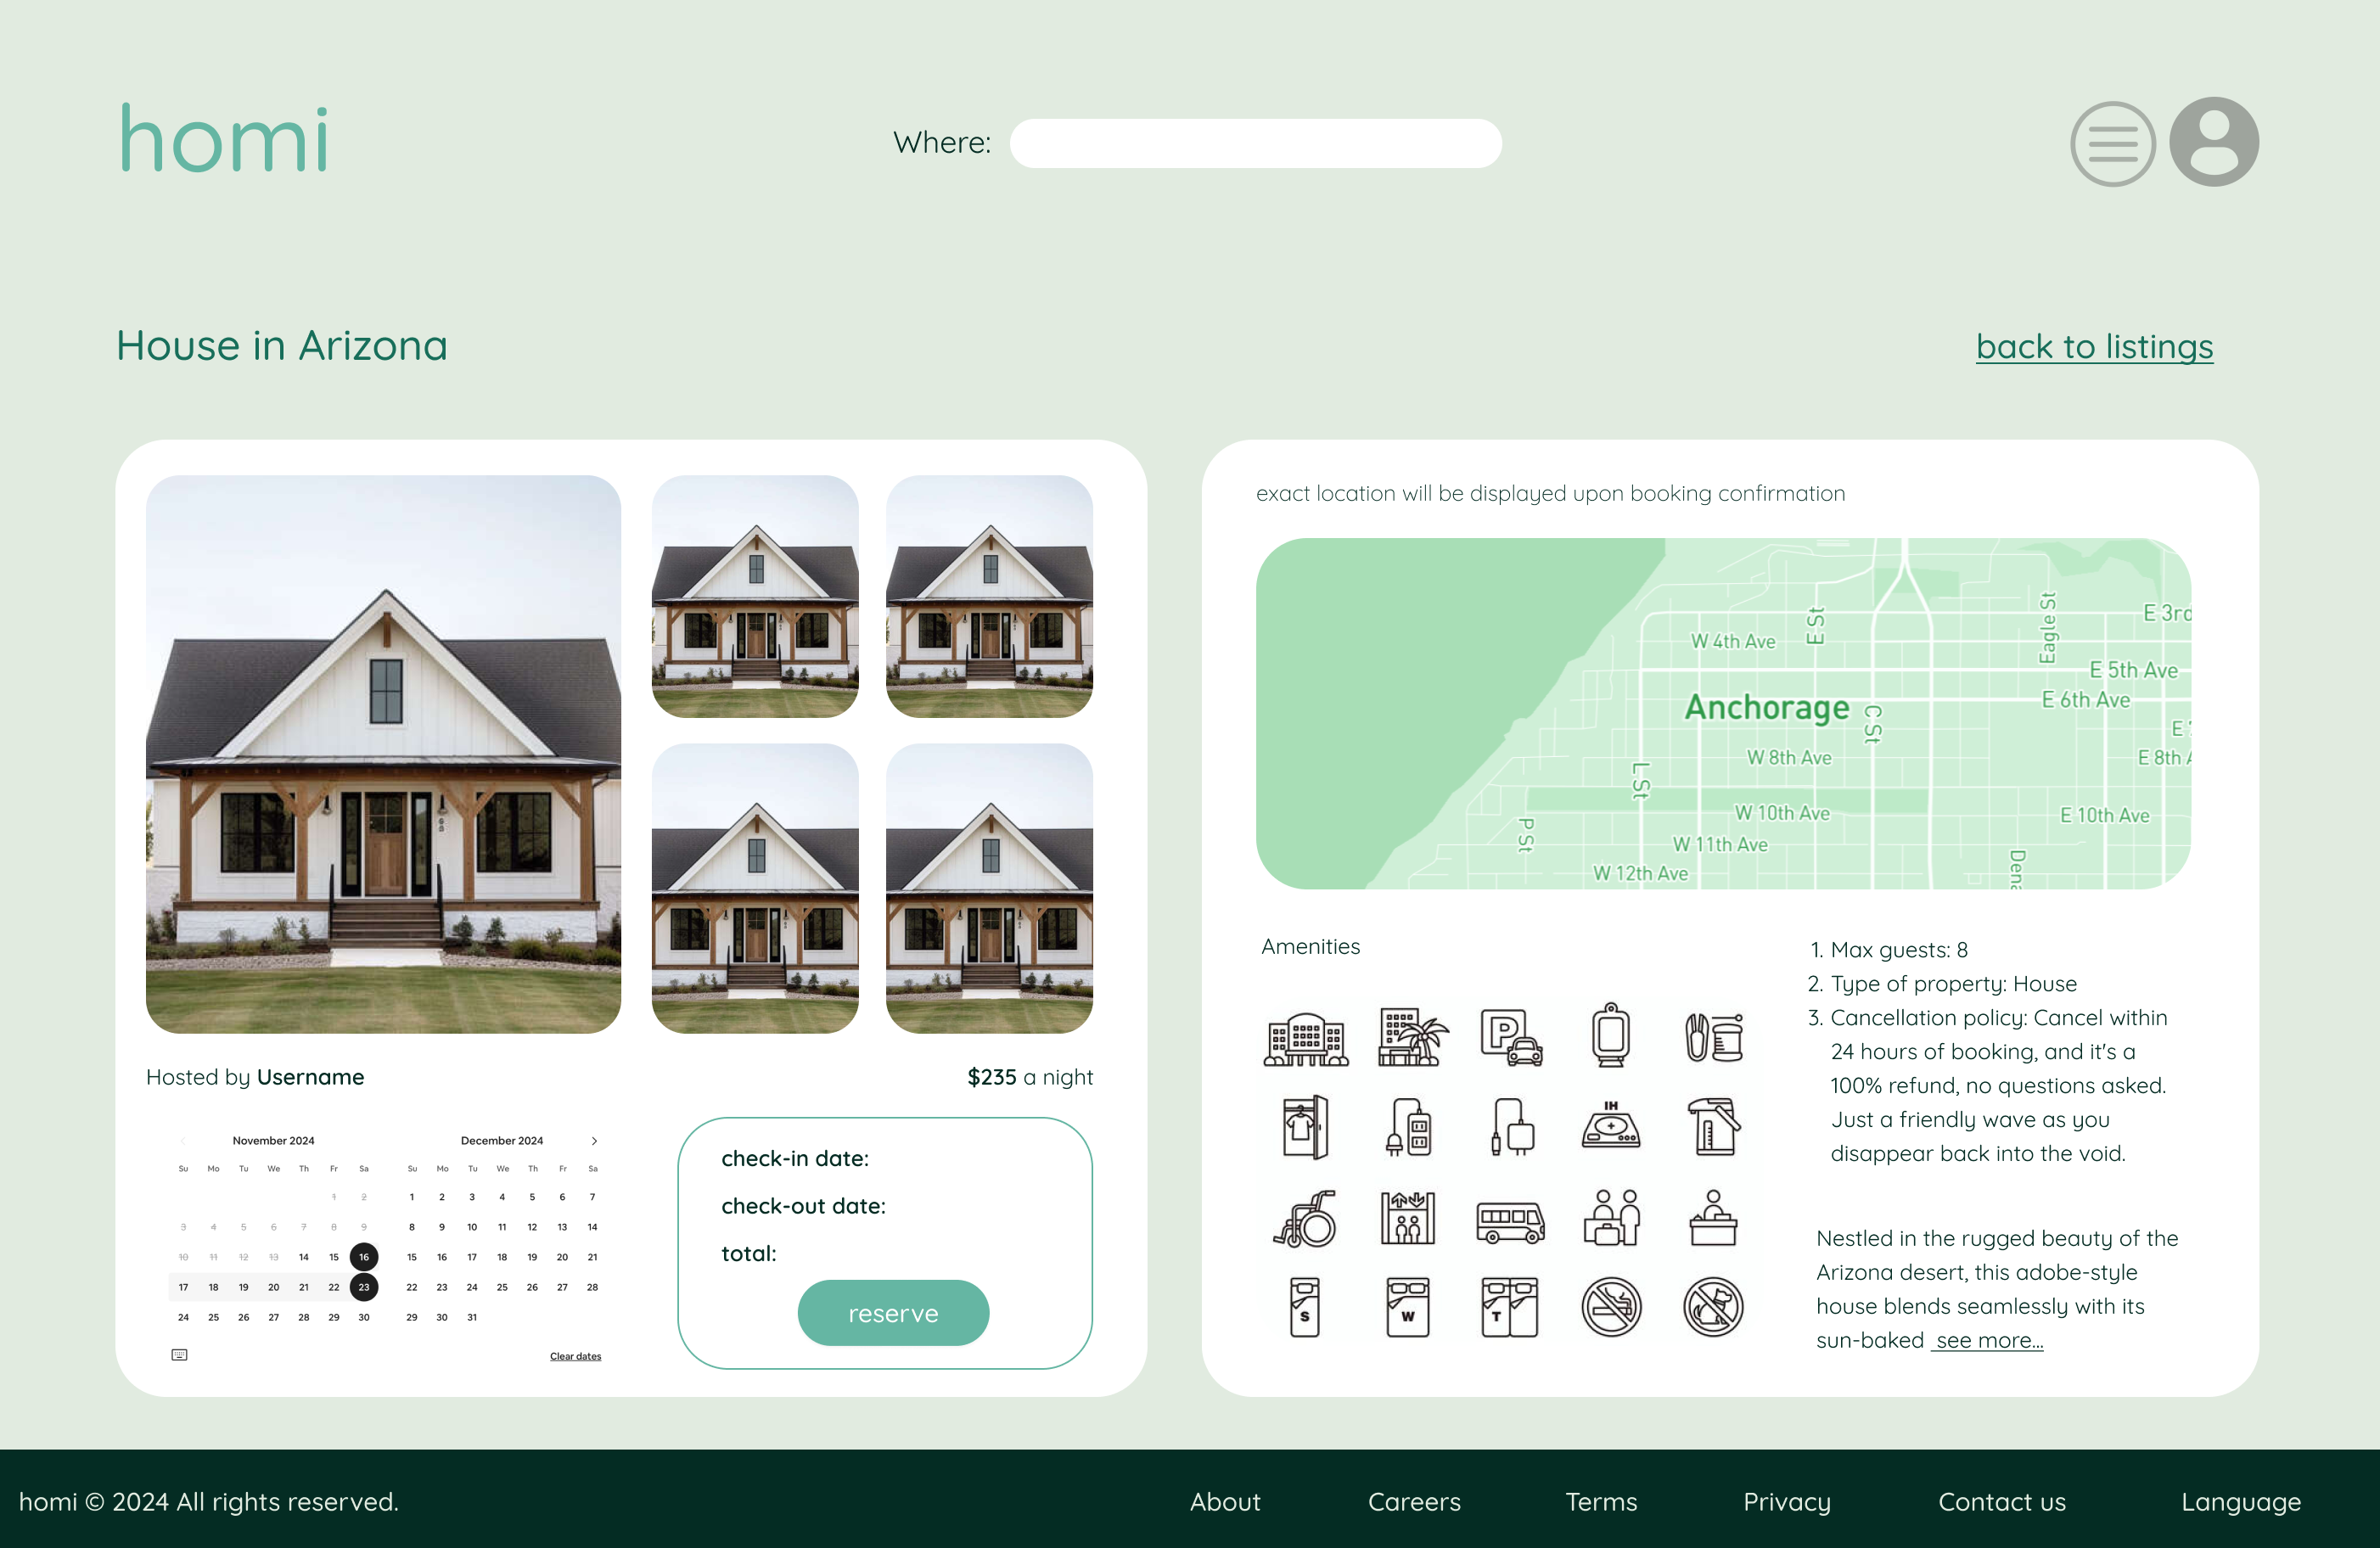 homi
Where:
House in Arizona
back to listings
Hosted by Username
$235 a night
November 2024
Su Mo Tu We Th Fr Sa
1 2
3 4 5 6 7 8 9
10 11 12 13 14 15 16
17 18 19 20 21 22 23
24 25 26 27 28 29 30
December 2024
Su Mo Tu We Th Fr Sa
1 2 3 4 5 6 7
8 9 10 11 12 13 14
15 16 17 18 19 20 21
22 23 24 25 26 27 28
29 30 31
Clear dates
check-in date:
check-out date:
total:
reserve
exact location will be displayed upon booking confirmation
E 3rd
Eagle St
E St
W 4th Ave
E 5th Ave
E 6th Ave
Anchorage
C St
E 7
W 8th Ave
E 8th A
L St
W 10th Ave
E 10th Ave
P St
W 11th Ave
W 12th Ave
Dena
Amenities
P
IH
S
W
T
1. Max guests: 8
2. Type of property: House
3. Cancellation policy: Cancel within
24 hours of booking, and it's a
100% refund, no questions asked.
Just a friendly wave as you
disappear back into the void.
Nestled in the rugged beauty of the
Arizona desert, this adobe-style
house blends seamlessly with its
sun-baked see more...
homi © 2024 All rights reserved.
About
Careers
Terms
Privacy
Contact us
Language